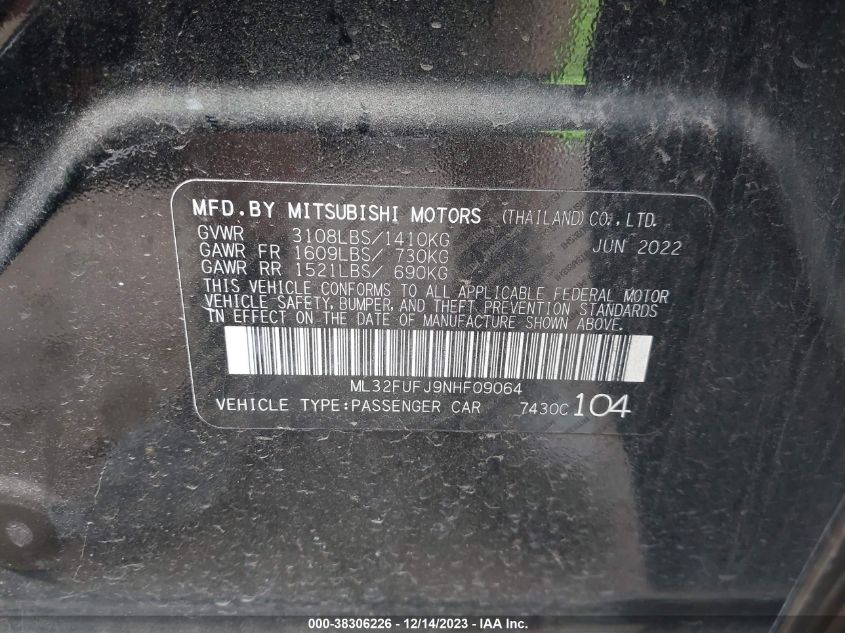 MFD.BY MITSUBISHI MOTORS (THAILAND) CO., LTD.
GVWR 3108LBS/1410KG JUN 2022
GAWR FR 1609LBS/ 730KG
GAWR RR 1521LBS/ 690KG
THIS VEHICLE CONFORMS TO ALL APPLICABLE FEDERAL MOTOR
VEHICLE SAFETY, BUMPER, AND THEFT PREVENTION STANDARDS
IN EFFECT ON THE DATE OF MANUFACTURE SHOWN ABOVE.
ML32FUFJ9NHF09064
VEHICLE TYPE:PASSENGER CAR 7430C 104
000-38306226 - 12/14/2023 - © IAA Holdings, LLC.